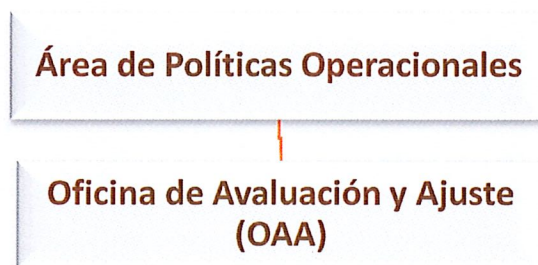 Área de Políticas Operacionales
Oficina de Avaluación y Ajuste
(OAA)